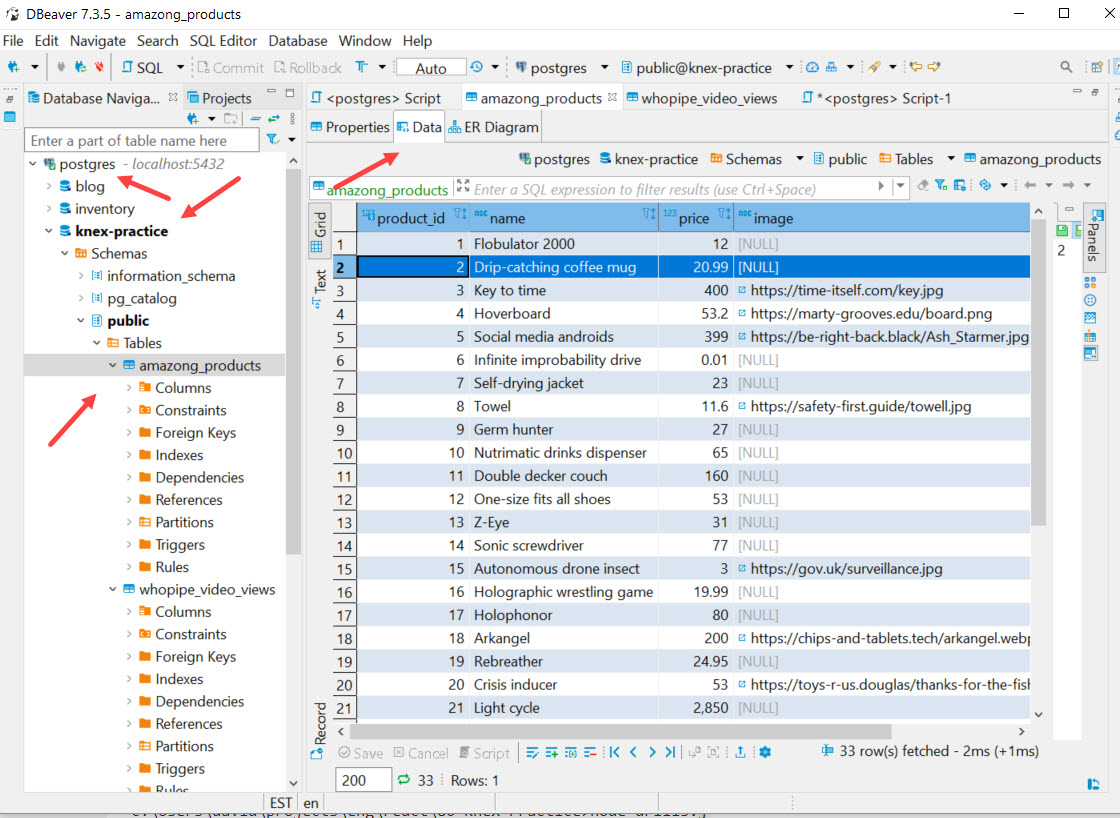 DBeaver 7.3.5 - amazong_products
File Edit Navigate Search SQL Editor Database Window Help
SQL Commit Rollback T Auto postgres public@knex-practice
Database Naviga... Projects
Enter a part of table name here
postgres - localhost:5432
blog
inventory
knex-practice
Schemas
information_schema
pg_catalog
public
Tables
amazong_products
Columns
Constraints
Foreign Keys
Indexes
Dependencies
References
Partitions
Triggers
Rules
whopipe_video_views
Columns
Constraints
Foreign Keys
Indexes
Dependencies
References
Partitions
Triggers
Rules
<postgres> Script amazong_products whopipe_video_views *<postgres> Script-1
Properties Data ER Diagram
postgres knex-practice Schemas public Tables amazong_products
amazong_products Enter a SQL expression to filter results (use Ctrl+Space)
Grid
Text
Record
123 product_id ABC name 123 price ABC image
1 1 Flobulator 2000 12 [NULL]
2 2 Drip-catching coffee mug 20.99 [NULL]
3 3 Key to time 400 https://time-itself.com/key.jpg
4 4 Hoverboard 53.2 https://marty-grooves.edu/board.png
5 5 Social media androids 399 https://be-right-back.black/Ash_Starmer.jpg
6 6 Infinite improbability drive 0.01 [NULL]
7 7 Self-drying jacket 23 [NULL]
8 8 Towel 11.6 https://safety-first.guide/towell.jpg
9 9 Germ hunter 27 [NULL]
10 10 Nutrimatic drinks dispenser 65 [NULL]
11 11 Double decker couch 160 [NULL]
12 12 One-size fits all shoes 53 [NULL]
13 13 Z-Eye 31 [NULL]
14 14 Sonic screwdriver 77 [NULL]
15 15 Autonomous drone insect 3 https://gov.uk/surveillance.jpg
16 16 Holographic wrestling game 19.99 [NULL]
17 17 Holophonor 80 [NULL]
18 18 Arkangel 200 https://chips-and-tablets.tech/arkangel.webp
19 19 Rebreather 24.95 [NULL]
20 20 Crisis inducer 53 https://toys-r-us.douglas/thanks-for-the-fish
21 21 Light cycle 2,850 [NULL]
Panels
2
Save Cancel Script 33 row(s) fetched - 2ms (+1ms)
200 33 Rows: 1
EST en